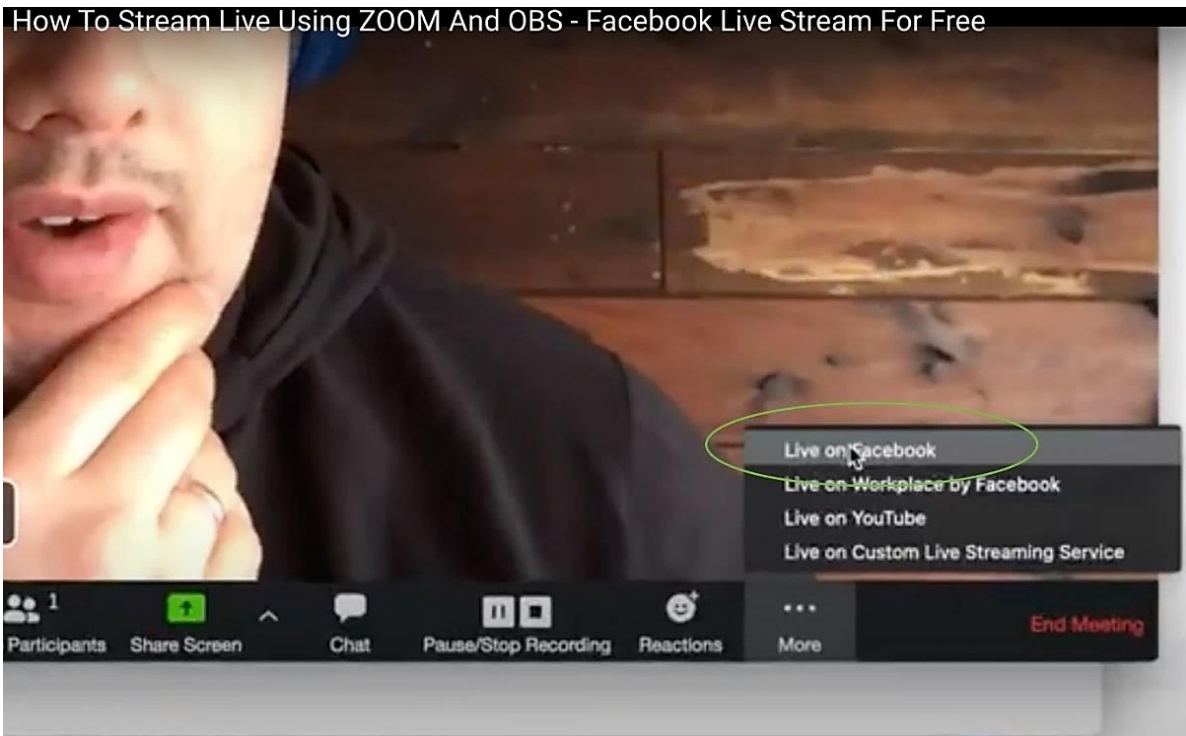 How To Stream Live Using ZOOM And OBS - Facebook Live Stream For Free
Live on Facebook
Live on Workplace by Facebook
Live on YouTube
Live on Custom Live Streaming Service
1
Participants
Share Screen
Chat
Pause/Stop Recording
Reactions
More
End Meeting